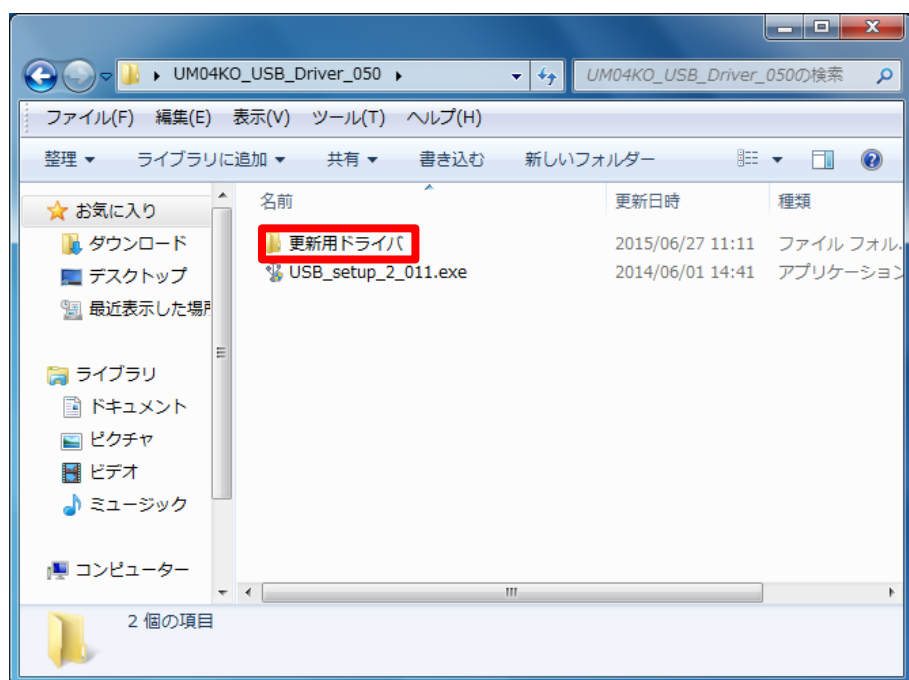 UM04KO_USB_Driver_050
UM04KO_USB_Driver_050の検索
ファイル(F) 編集(E) 表示(V) ツール(T) ヘルプ(H)
整理 ライブラリに追加 共有 書き込む 新しいフォルダー
名前 更新日時 種類
お気に入り
ダウンロード
デスクトップ
最近表示した場所
ライブラリ
ドキュメント
ピクチャ
ビデオ
ミュージック
コンピューター
更新用ドライバ 2015/06/27 11:11 ファイル フォル
USB_setup_2_011.exe 2014/06/01 14:41 アプリケーション
2 個の項目